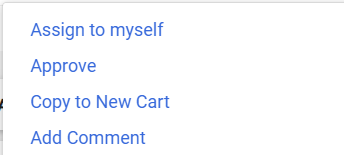 Assign to myself
Approve
Copy to New Cart
Add Comment